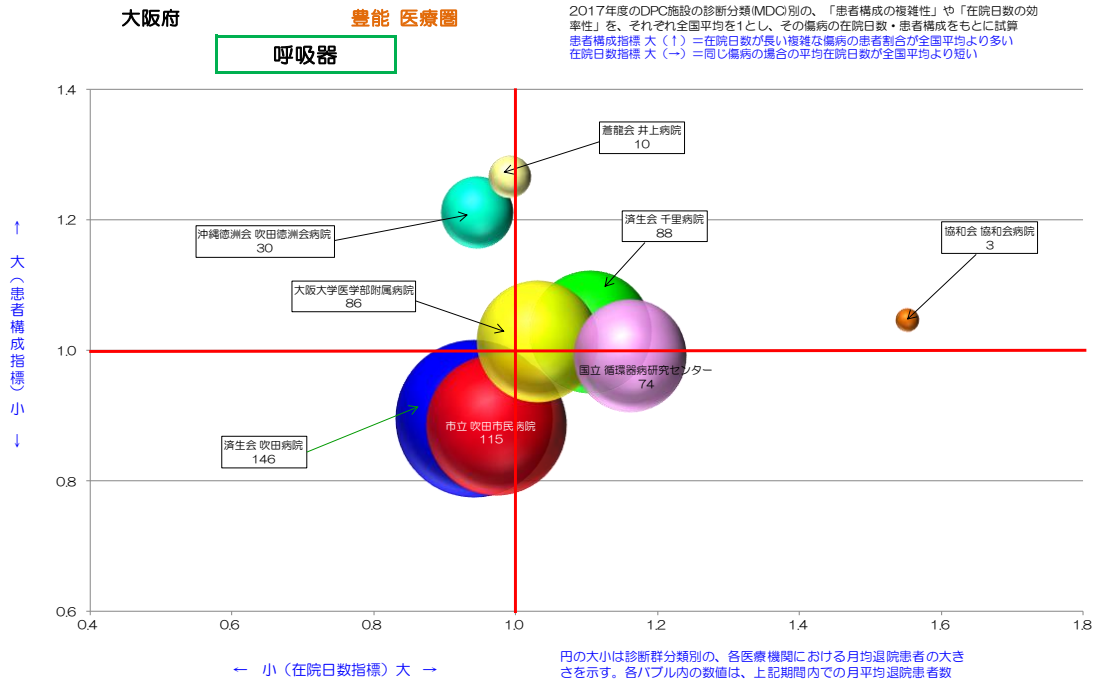 大阪府
豊能 医療圏
呼吸器
2017年度のDPC施設の診断分類(MDC)別の、「患者構成の複雑性」や「在院日数の効
率性」を、それぞれ全国平均を1とし、その傷病の在院日数・患者構成をもとに試算
患者構成指標 大（↑）＝在院日数が長い複雑な傷病の患者割合が全国平均より多い
在院日数指標 大（→）＝同じ傷病の場合の平均在院日数が全国平均より短い
1.4
1.2
1.0
0.8
0.6
↑ 大（患者構成指標）小 ↓
蒼龍会 井上病院
10
済生会 千里病院
88
協和会 協和会病院
3
沖縄徳洲会 吹田徳洲会病院
30
大阪大学医学部附属病院
86
国立 循環器病研究センター
74
市立 吹田市民病院
115
済生会 吹田病院
146
0.4
0.6
0.8
1.0
1.2
1.4
1.6
1.8
← 小（在院日数指標）大 →
円の大小は診断群分類別の、各医療機関における月均退院患者の大き
さを示す。各バブル内の数値は、上記期間内での月平均退院患者数